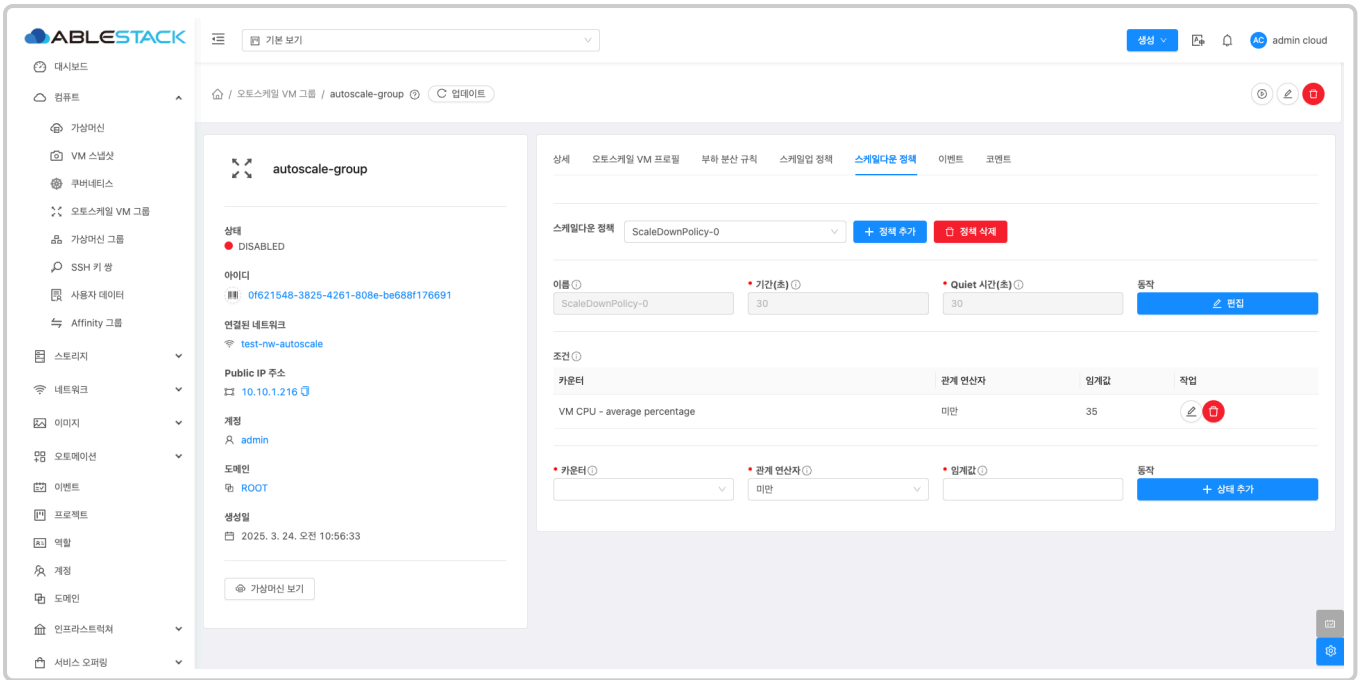 ABLESTACK
기본 보기
생성
AC admin cloud
대시보드
컴퓨트
가상머신
VM 스냅샷
쿠버네티스
오토스케일 VM 그룹
가상머신 그룹
SSH 키 쌍
사용자 데이터
Affinity 그룹
스토리지
네트워크
이미지
오토메이션
이벤트
프로젝트
역할
계정
도메인
인프라스트럭쳐
서비스 오퍼링
/ 오토스케일 VM 그룹 / autoscale-group 업데이트
autoscale-group
상태
DISABLED
아이디
0f621548-3825-4261-808e-be688f176691
연결된 네트워크
test-nw-autoscale
Public IP 주소
10.10.1.216
계정
admin
도메인
ROOT
생성일
2025. 3. 24. 오전 10:56:33
가상머신 보기
상세 오토스케일 VM 프로필 부하 분산 규칙 스케일업 정책 스케일다운 정책 이벤트 코멘트
스케일다운 정책 ScaleDownPolicy-0 + 정책 추가 정책 삭제
이름 * 기간(초) * Quiet 시간(초) 동작
ScaleDownPolicy-0 30 30 편집
조건
카운터 관계 연산자 임계값 작업
VM CPU - average percentage 미만 35
* 카운터 * 관계 연산자 * 임계값 동작
미만 + 상태 추가